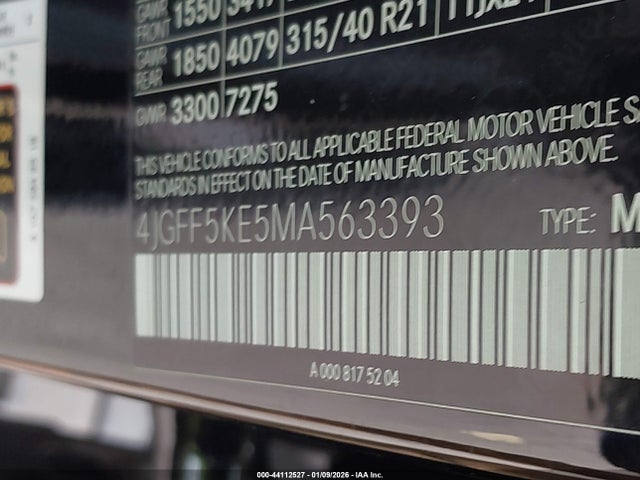 GAWR FRONT 1550
GAWR REAR 1850 4079 315/40 R21
GWR 3300 7275
THIS VEHICLE CONFORMS TO ALL APPLICABLE FEDERAL MOTOR VEHICLE
STANDARDS IN EFFECT ON THE DATE OF MANUFACTURE SHOWN ABOVE.
4JGFF5KE5MA563393 TYPE: M
A 000 817 52 04
000-44112527 - 01/09/2026 - IAA Inc.